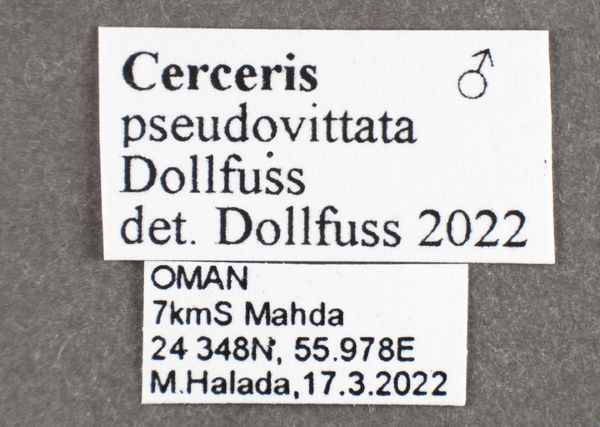 Cerceris ♂
pseudovittata
Dollfuss
det. Dollfuss 2022
OMAN
7kmS Mahda
24 348N, 55.978E
M.Halada,17.3.2022